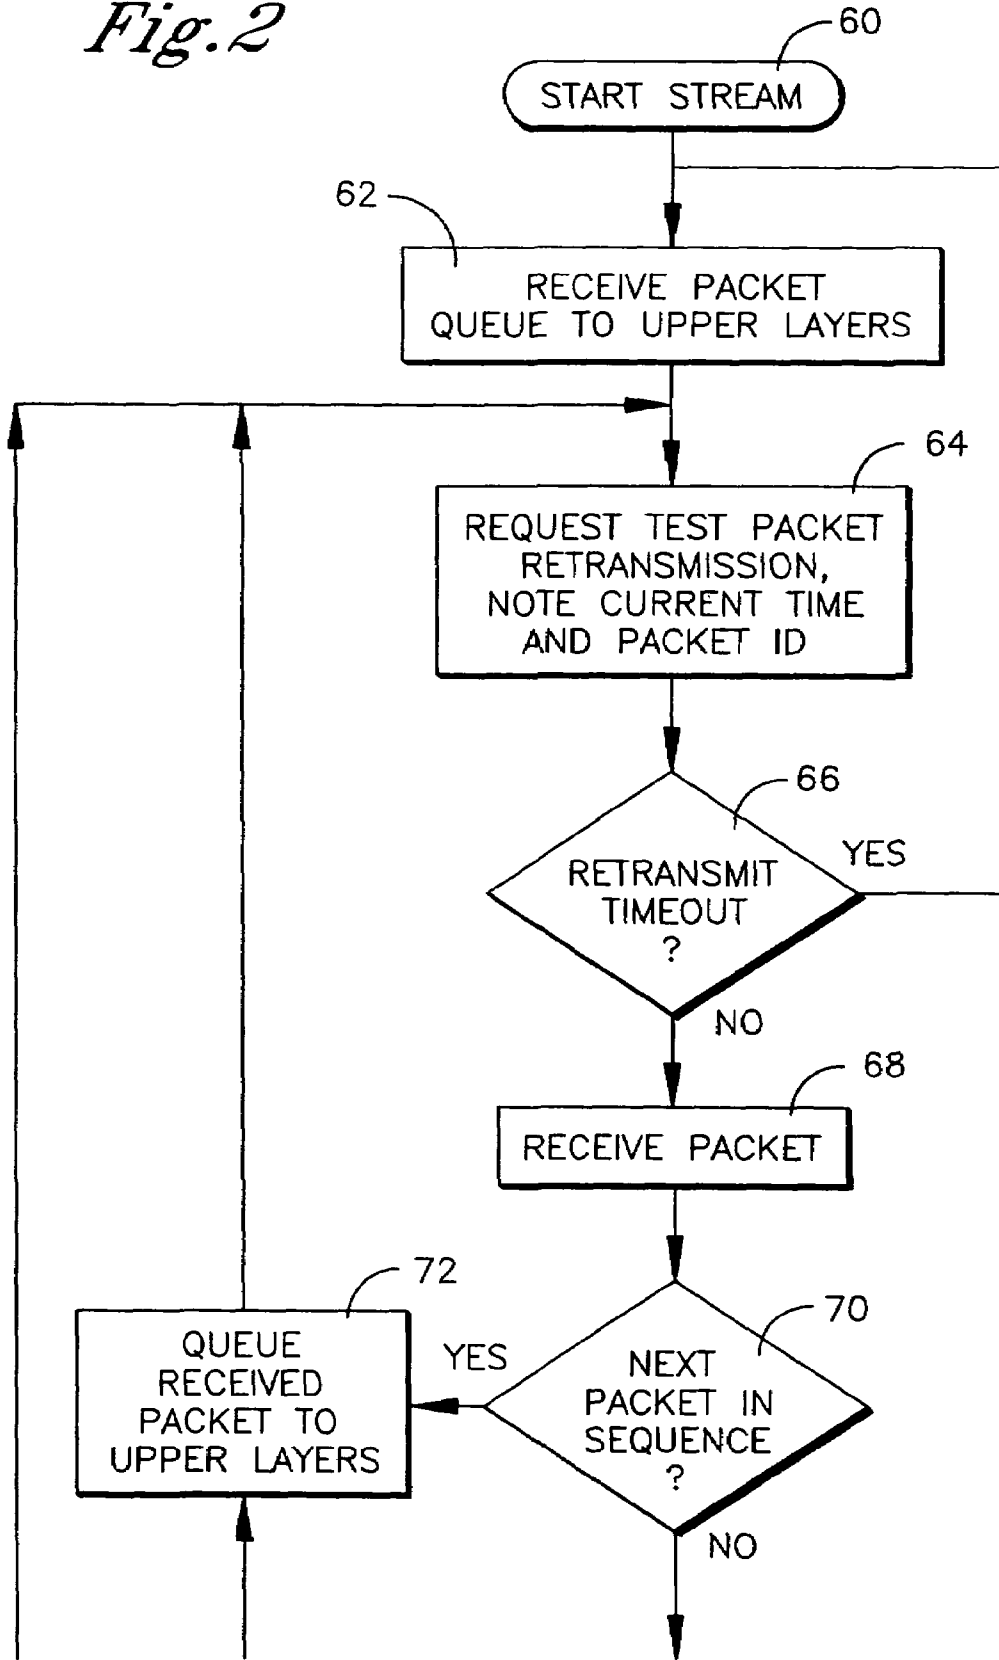 Fig.2
60
START STREAM
62
RECEIVE PACKET
QUEUE TO UPPER LAYERS
64
REQUEST TEST PACKET
RETRANSMISSION,
NOTE CURRENT TIME
AND PACKET ID
66
YES
RETRANSMIT
TIMEOUT
?
NO
68
RECEIVE PACKET
72
70
QUEUE
RECEIVED
PACKET TO
UPPER LAYERS
YES
NEXT
PACKET IN
SEQUENCE
?
NO